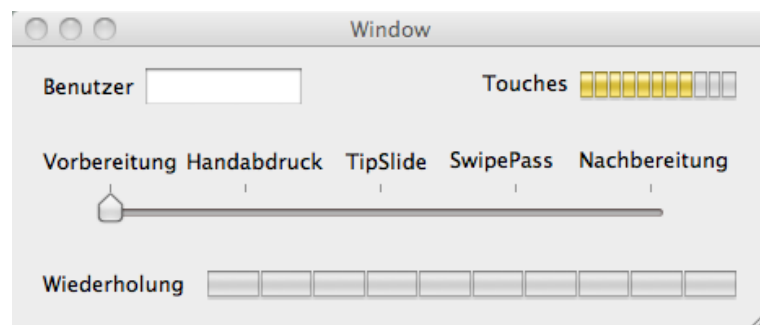 Window
Benutzer Touches
Vorbereitung Handabdruck TipSlide SwipePass Nachbereitung
Wiederholung